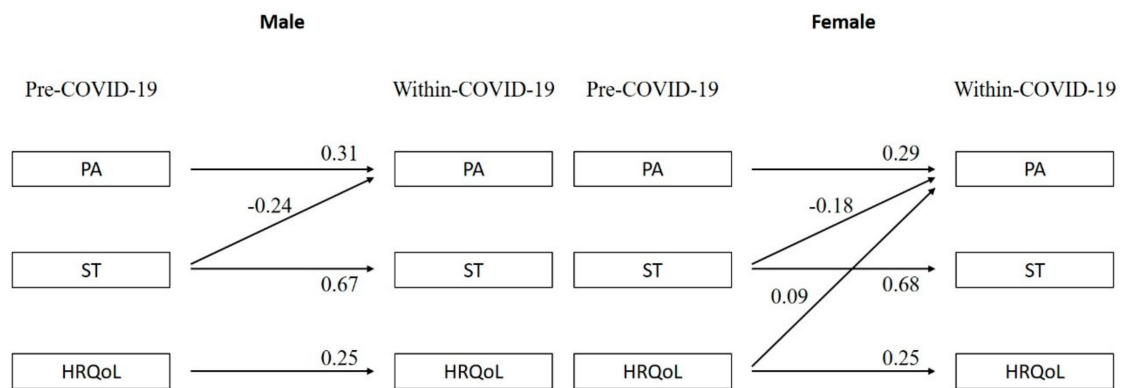 Male Female
Pre-COVID-19 Within-COVID-19 Pre-COVID-19 Within-COVID-19
PA 0.31 PA PA 0.29 PA
-0.24 -0.18
ST 0.67 ST ST 0.68 ST
0.09
HRQoL 0.25 HRQoL HRQoL 0.25 HRQoL